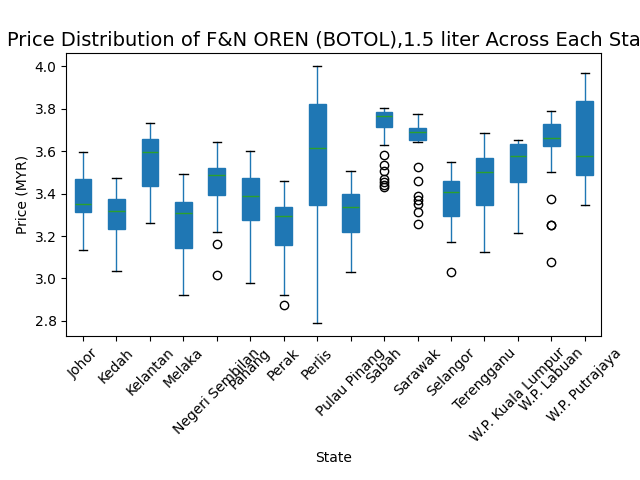 Price Distribution of F&N OREN (BOTOL),1.5 liter Across Each Sta
4.0
3.8
3.6
3.4
3.2
3.0
2.8
Price (MYR)
Johor
Kedah
Kelantan
Melaka
Negeri Sembilan
Pahang
Perak
Perlis
Pulau Pinang
Sabah
Sarawak
Selangor
Terengganu
W.P. Kuala Lumpur
W.P. Labuan
W.P. Putrajaya
State